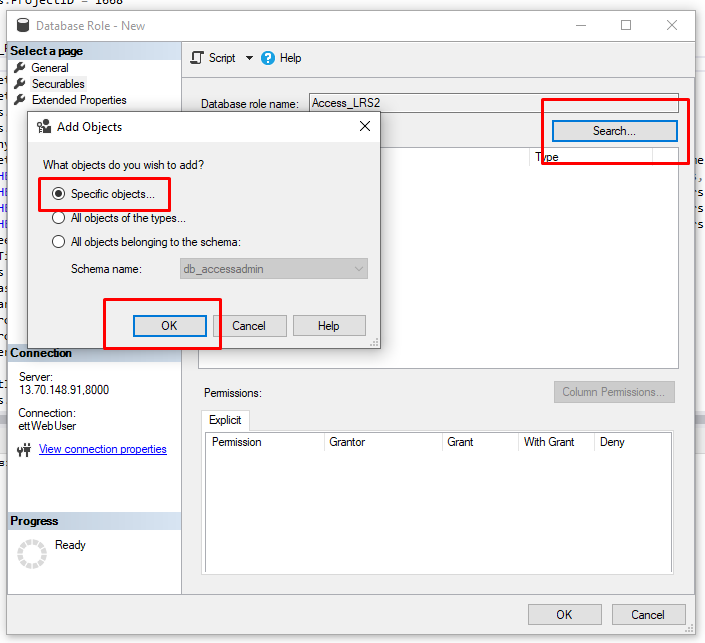 s.ProjectID = 1668
Database Role - New
Select a page
General
Securables
Extended Properties
Script
Help
Database role name:
Access_LRS2
Search...
Type
Add Objects
What objects do you wish to add?
Specific objects...
All objects of the types...
All objects belonging to the schema:
Schema name:
db_accessadmin
OK
Cancel
Help
Connection
Server:
13.70.148.91,8000
Connection:
ettWebUser
View connection properties
Progress
Ready
Permissions:
Column Permissions...
Explicit
Permission
Grantor
Grant
With Grant
Deny
OK
Cancel